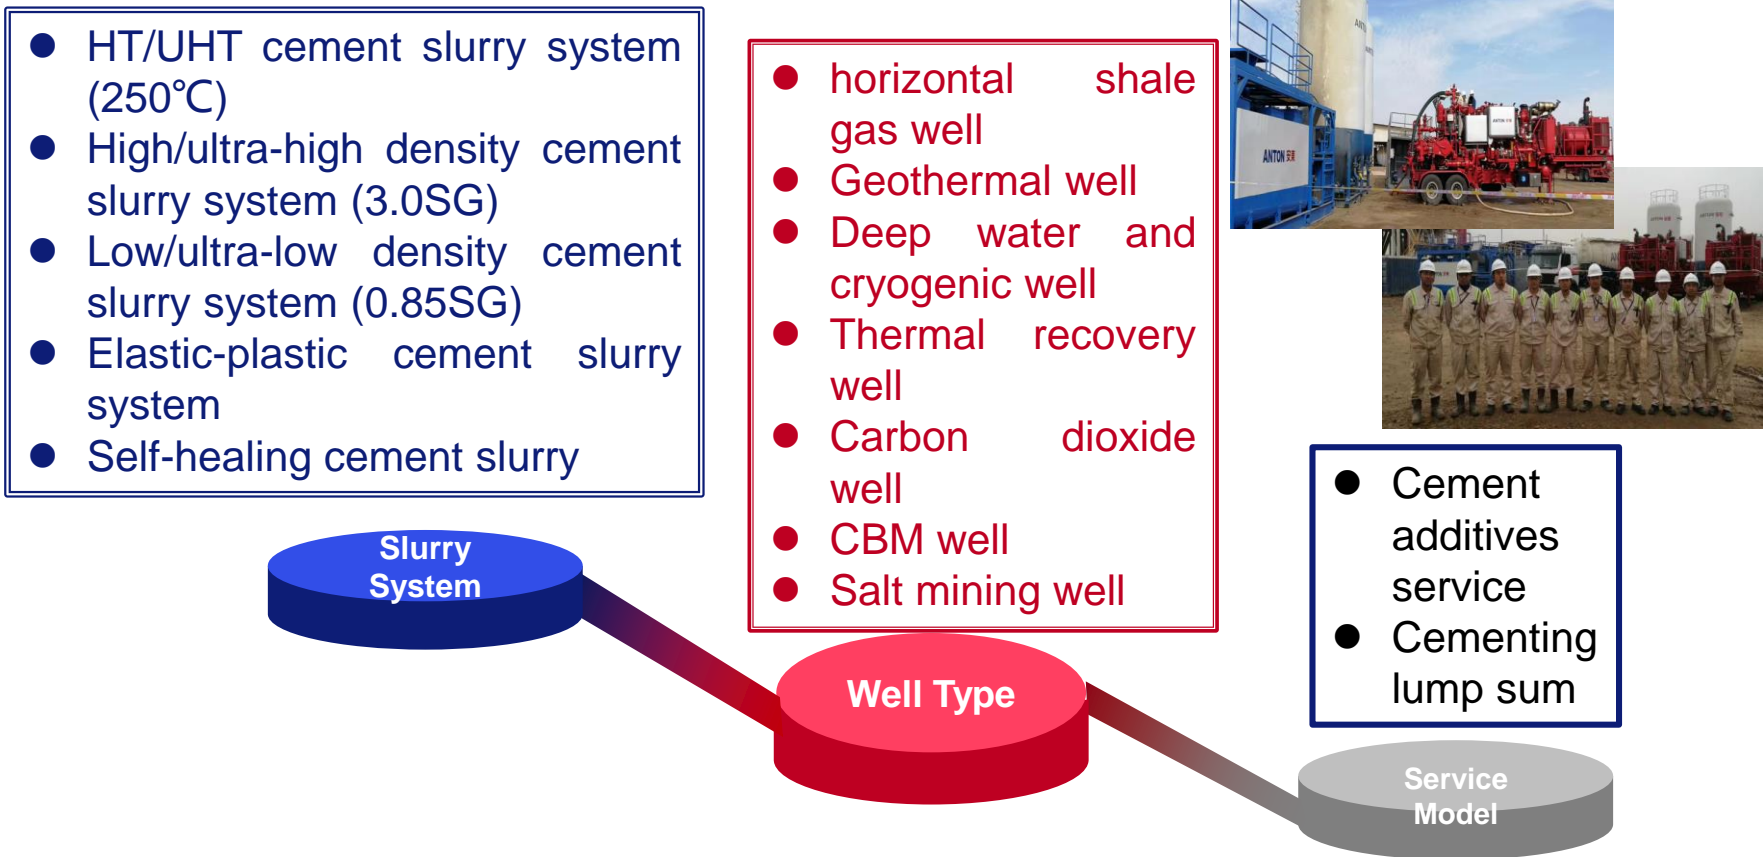 ● HT/UHT cement slurry system
(250℃)
● High/ultra-high density cement
slurry system (3.0SG)
● Low/ultra-low density cement
slurry system (0.85SG)
● Elastic-plastic cement slurry
system
● Self-healing cement slurry
Slurry
System
● horizontal shale
gas well
● Geothermal well
● Deep water and
cryogenic well
● Thermal recovery
well
● Carbon dioxide
well
● CBM well
● Salt mining well
Well Type
ANTON 安東
● Cement
additives
service
● Cementing
lump sum
Service
Model